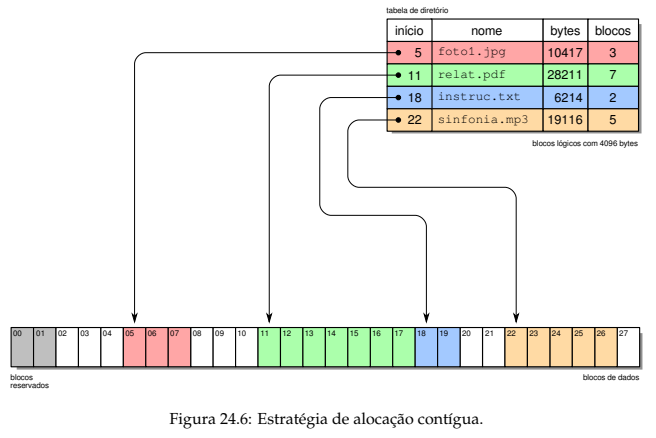 tabela de diretório
início nome bytes blocos
5 foto1.jpg 10417 3
11 relat.pdf 28211 7
18 instruc.txt 6214 2
22 sinfonia.mp3 19116 5
blocos lógicos com 4096 bytes
00 01 02 03 04 05 06 07 08 09 10 11 12 13 14 15 16 17 18 19 20 21 22 23 24 25 26 27
blocos
reservados
blocos de dados
Figura 24.6: Estratégia de alocação contígua.